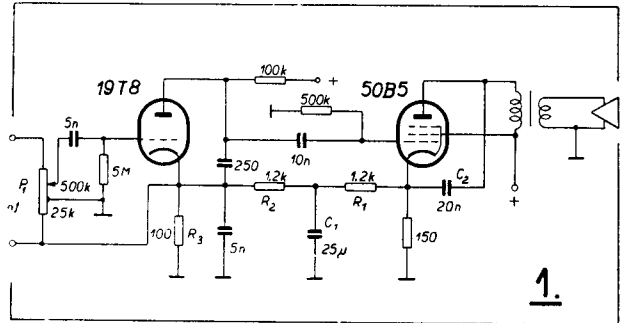 19T8
100k
+
50B5
500k
5n
10n
5M
P₁
500k
25k
250
1.2k
R₂
1.2k
R₁
C₂
20n
+
100
R₃
5n
C₁
25µ
150
1.